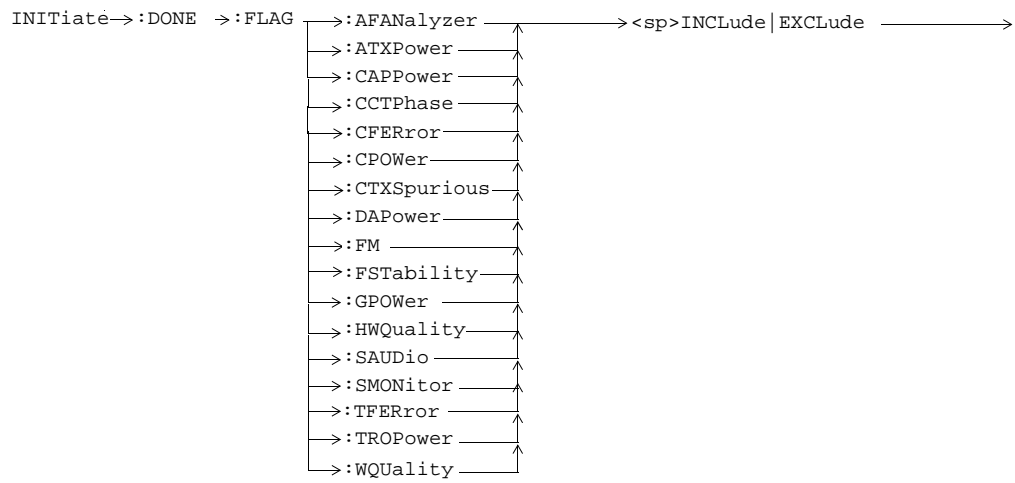 INITiate :DONE :FLAG :AFANalyzer <sp>INCLude|EXCLude
:ATXPower
:CAPPower
:CCTPhase
:CFERror
:CPOWer
:CTXSpurious
:DAPower
:FM
:FSTability
:GPOWer
:HWQuality
:SAUDio
:SMONitor
:TFERror
:TROPower
:WQUality